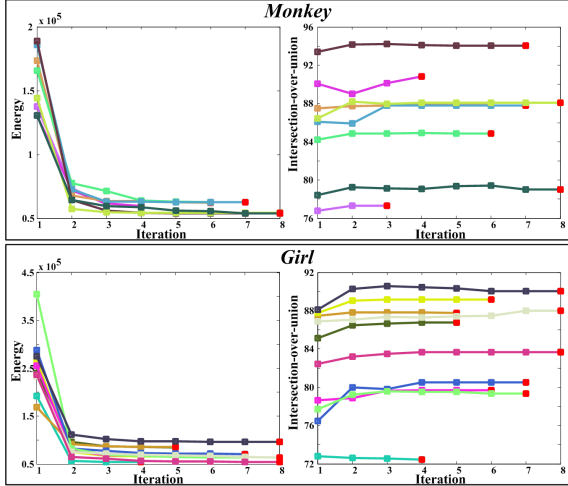 Monkey
2 x 10^5
1.5
1
0.5
Energy
1 2 3 4 5 6 7 8
Iteration
96
92
88
84
80
76
Intersection-over-union
1 2 3 4 5 6 7 8
Iteration
Girl
4.5 x 10^5
3.5
2.5
1.5
0.5
Energy
1 2 3 4 5 6 7 8
Iteration
92
88
84
80
76
72
Intersection-over-union
1 2 3 4 5 6 7 8
Iteration